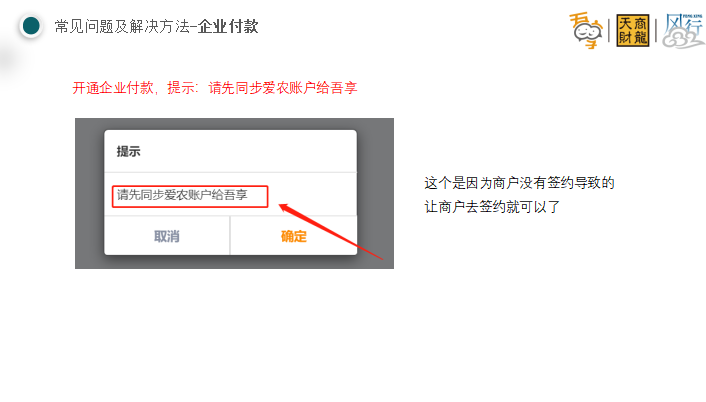 常见问题及解决方法–企业付款
吾享
天商
财龍
FENG XING
风行
开通企业付款，提示：请先同步爱农账户给吾享
提示
请先同步爱农账户给吾享
取消
确定
这个是因为商户没有签约导致的
让商户去签约就可以了